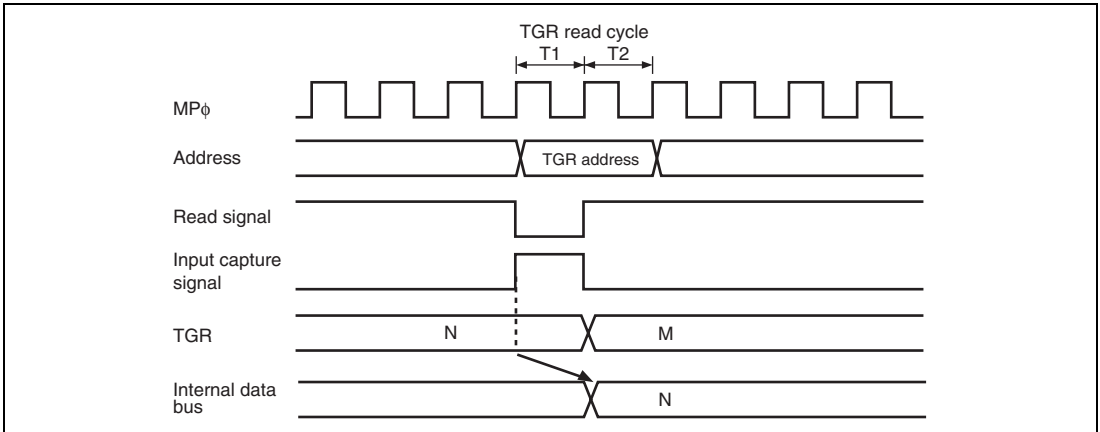 TGR read cycle
T1 T2
MPϕ
Address
TGR address
Read signal
Input capture
signal
TGR
N
M
Internal data
bus
N